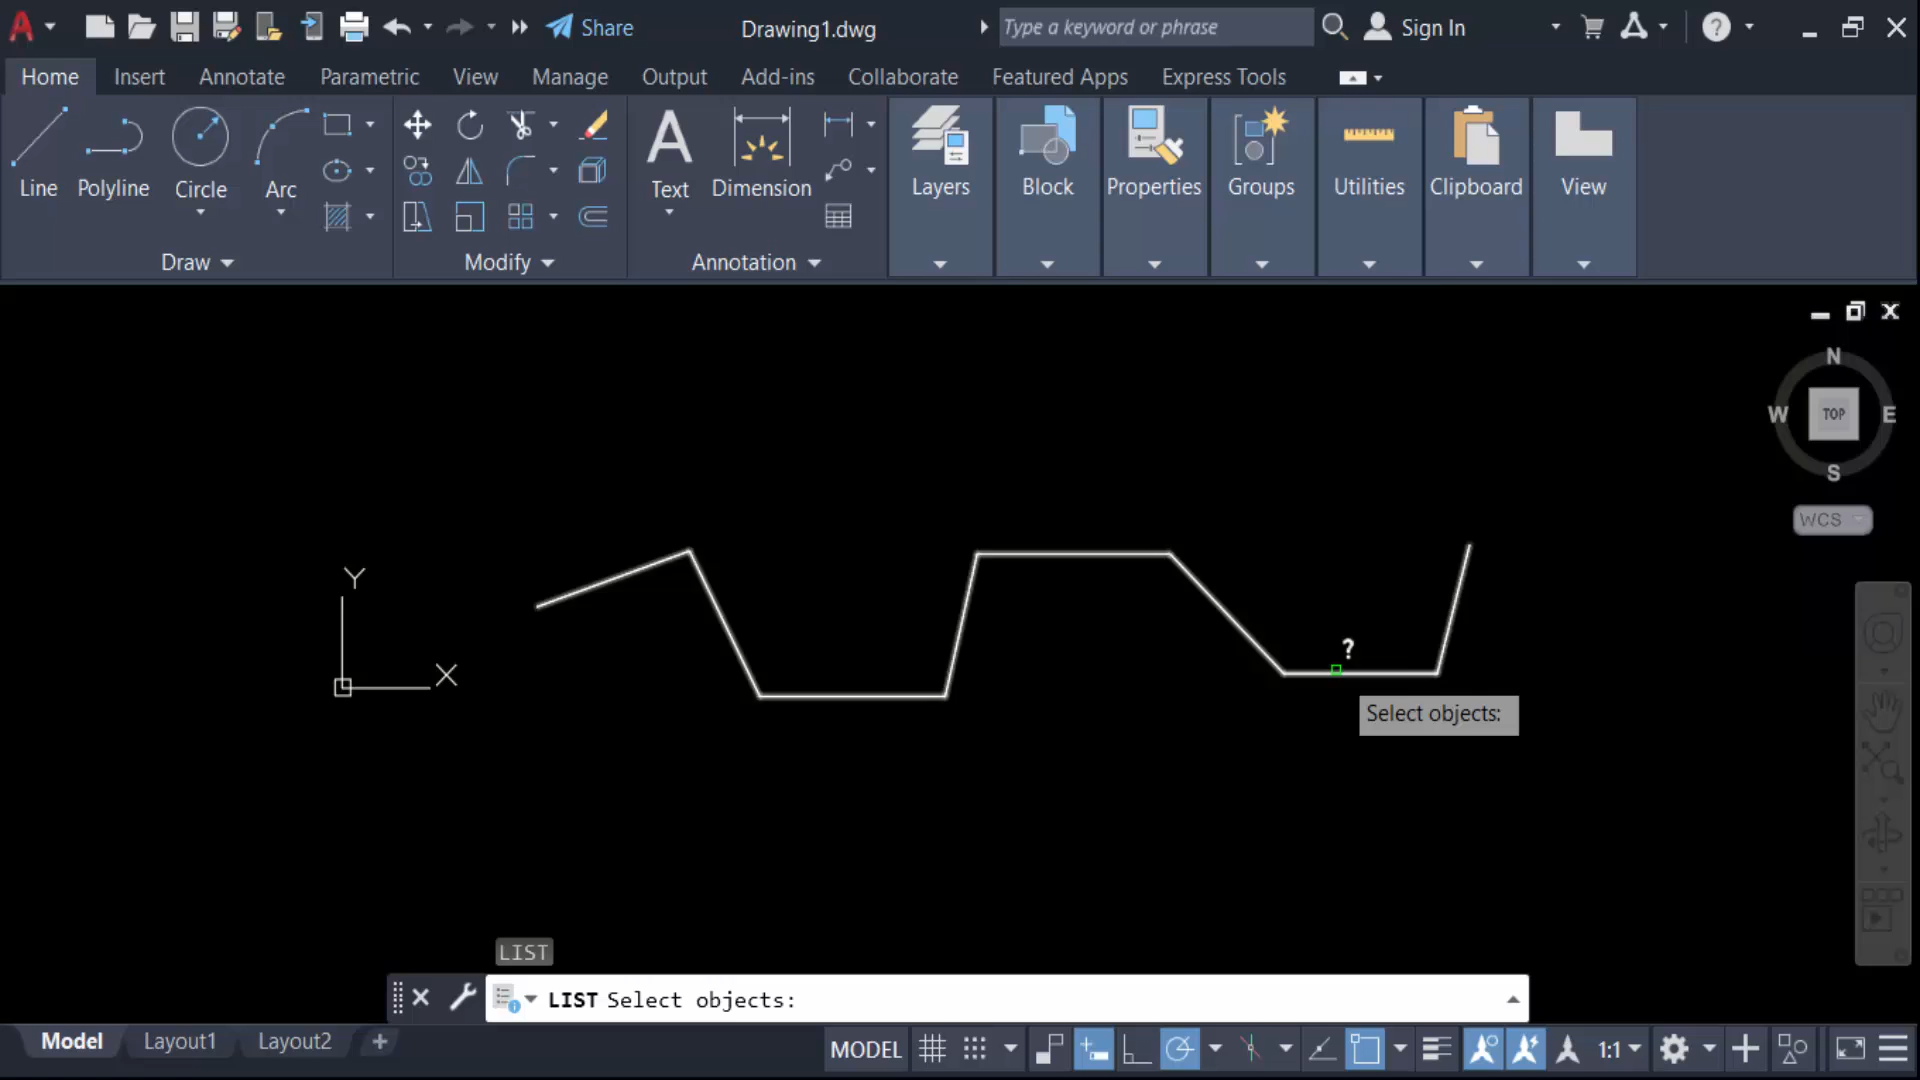 Share
Drawing1.dwg
Type a keyword or phrase
Sign In
Home Insert Annotate Parametric View Manage Output Add-ins Collaborate Featured Apps Express Tools
Line Polyline Circle Arc
Text Dimension
Layers Block Properties Groups Utilities Clipboard View
Draw Modify Annotation
N
W TOP E
S
WCS
Y
X
?
Select objects:
LIST
LIST Select objects:
Model Layout1 Layout2 +
MODEL 1:1